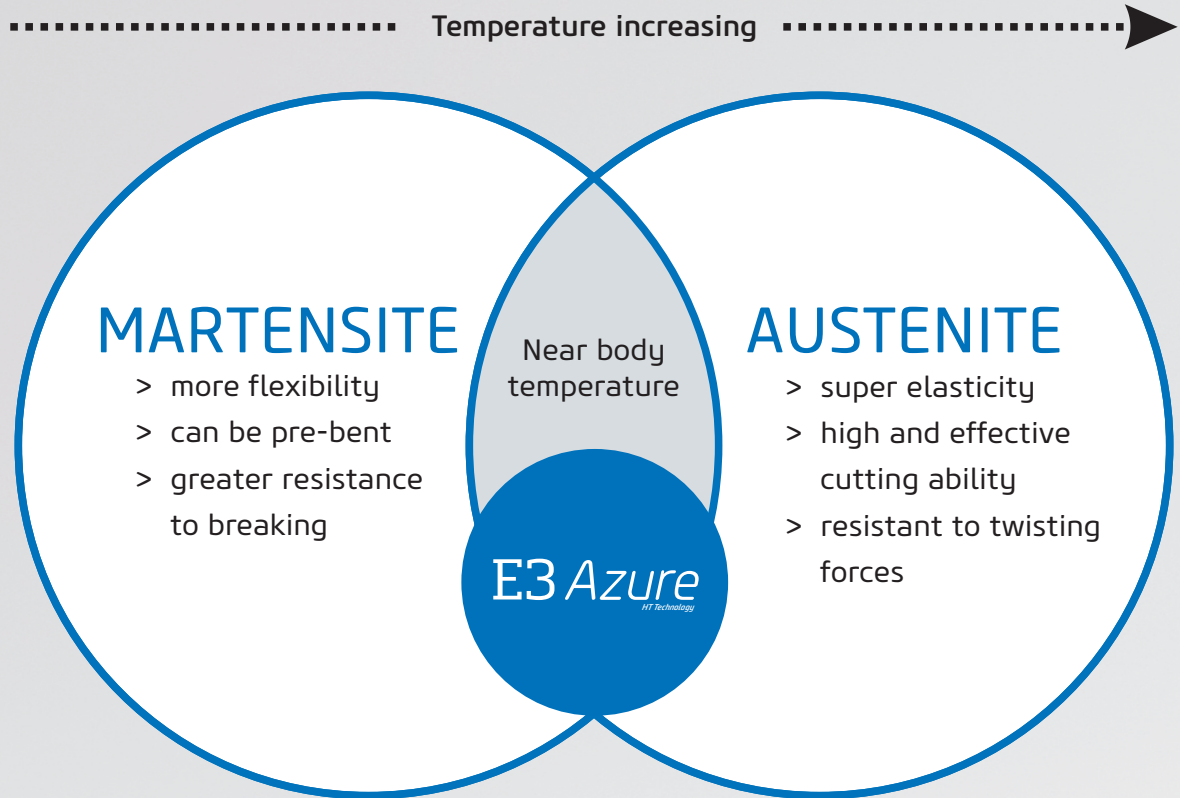 Temperature increasing
MARTENSITE
> more flexibility
> can be pre-bent
> greater resistance
to breaking
Near body
temperature
AUSTENITE
> super elasticity
> high and effective
cutting ability
> resistant to twisting
forces
E3 Azure
HT Technology